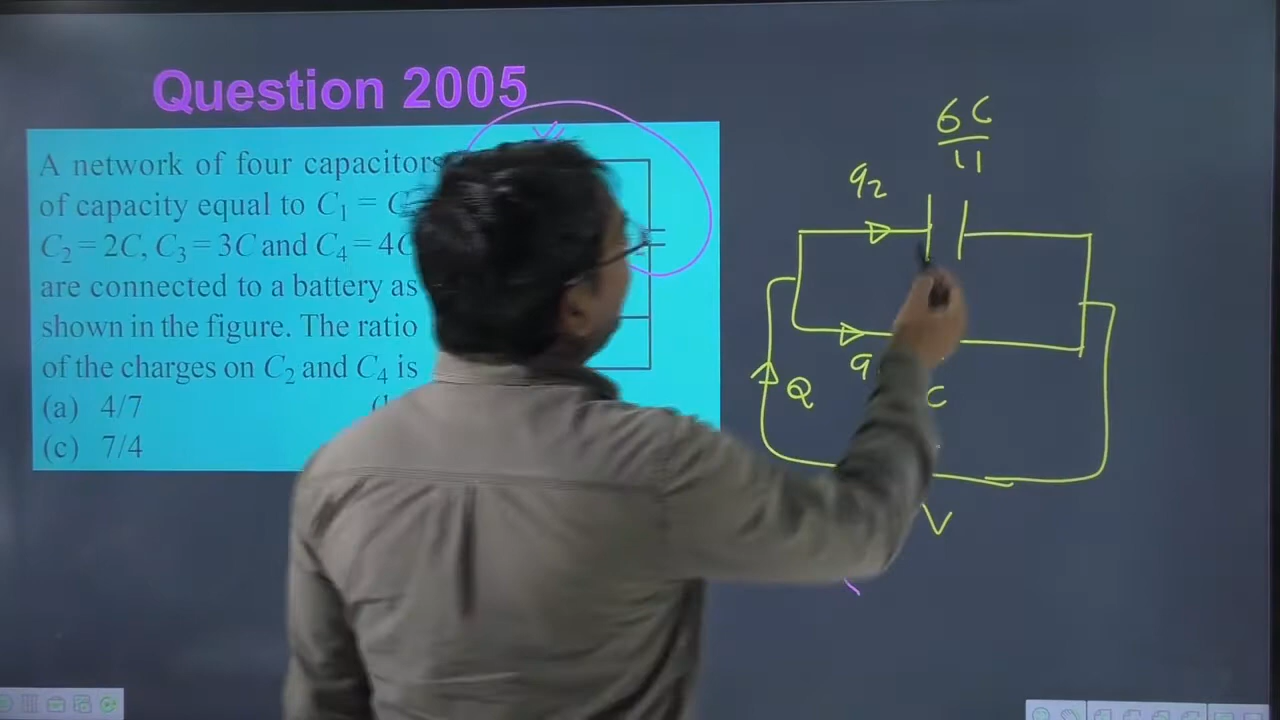 Question 2005
A network of four capacitors
of capacity equal to C₁ = C
C₂ = 2C, C₃ = 3C and C₄ = 4C
are connected to a battery as
shown in the figure. The ratio
of the charges on C₂ and C₄ is
(a) 4/7
(c) 7/4
6C
11
q₂
q
Q
C
V